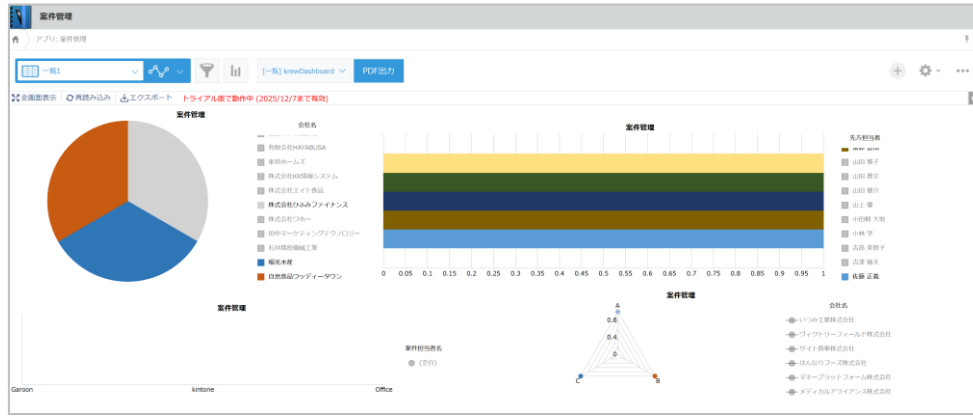 案件管理
アプリ: 案件管理
一覧1
[一覧] krewDashboard
PDF出力
全画面表示
再読み込み
エクスポート
トライアル版で動作中 (2025/12/7まで有効)
案件管理
会社名
有限会社HAYABUSA
東邦ホームズ
株式会社KK情報システム
株式会社エイト食品
株式会社ひふみファイナンス
株式会社ワホー
田中マーケティングテクノロジー
石川精密機械工業
稲光水産
自然食品ウッディータウン
案件管理
0 0.05 0.1 0.15 0.2 0.25 0.3 0.35 0.4 0.45 0.5 0.55 0.6 0.65 0.7 0.75 0.8 0.85 0.9 0.95 1
先方担当者
山田 響子
山田 貴文
山田 健介
山上 肇
小田桐 大地
小林 学
古高 美樹子
佐藤 正義
案件管理
Garoon
kintone
Office
案件担当者名
(空白)
案件管理
A
0.8
0.4
0
C
B
会社名
いつみ工業株式会社
ヴィクトリーフィールド株式会社
サイト商事株式会社
はんなりフーズ株式会社
マネープラットフォーム株式会社
メディカルアライアンス株式会社